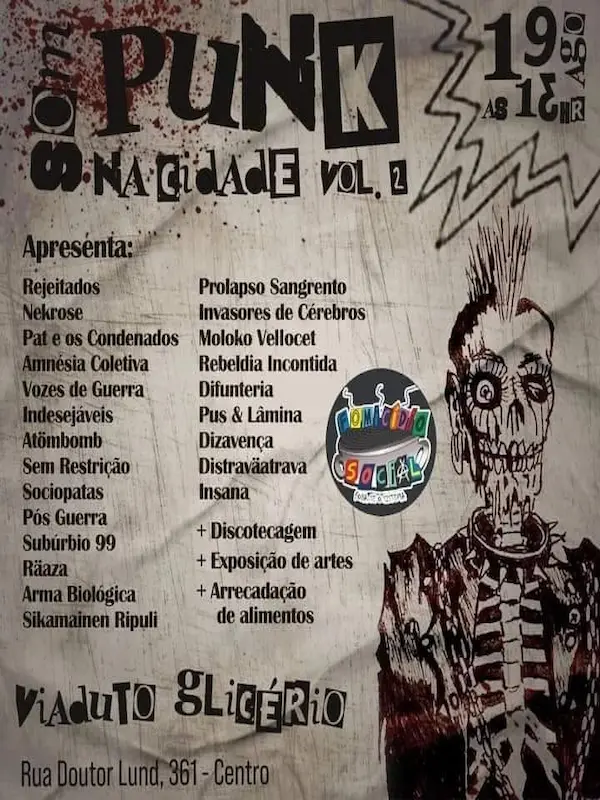 SOM PUNK
NA CIDADE VOL. 2
19 AGO
AS 13HR
Apresenta:
Rejeitados
Nekrose
Pat e os Condenados
Amnésia Coletiva
Vozes de Guerra
Indesejáveis
Atömbomb
Sem Restrição
Sociopatas
Pós Guerra
Subúrbio 99
Räaza
Arma Biológica
Sikamainen Ripuli
Prolapso Sangrento
Invasores de Cérebros
Moloko Vellocet
Rebeldia Incontida
Difunteria
Pus & Lâmina
Dizavença
Distraväatrava
Insana
+ Discotecagem
+ Exposição de artes
+ Arrecadação
de alimentos
COMICÍDIO
SOCIAL
VIADUTO GLICÉRIO
Rua Doutor Lund, 361 - Centro